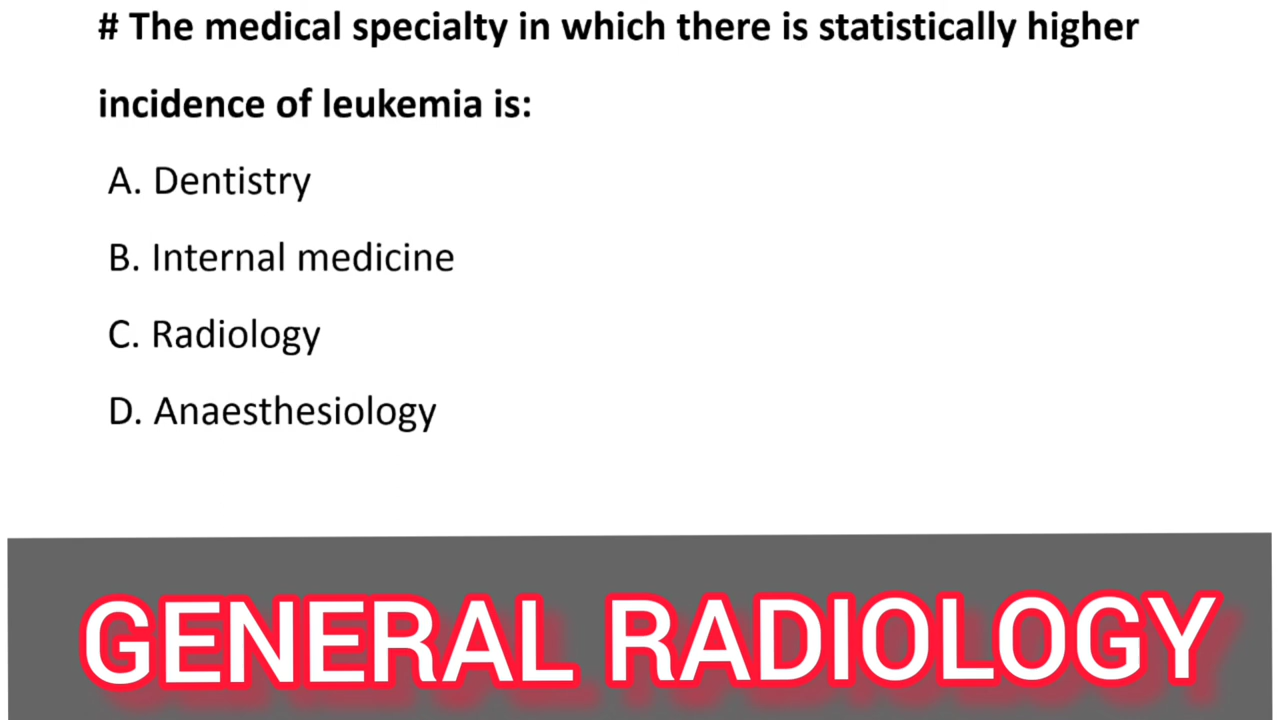 # The medical specialty in which there is statistically higher
incidence of leukemia is:
A. Dentistry
B. Internal medicine
C. Radiology
D. Anaesthesiology
GENERAL RADIOLOGY